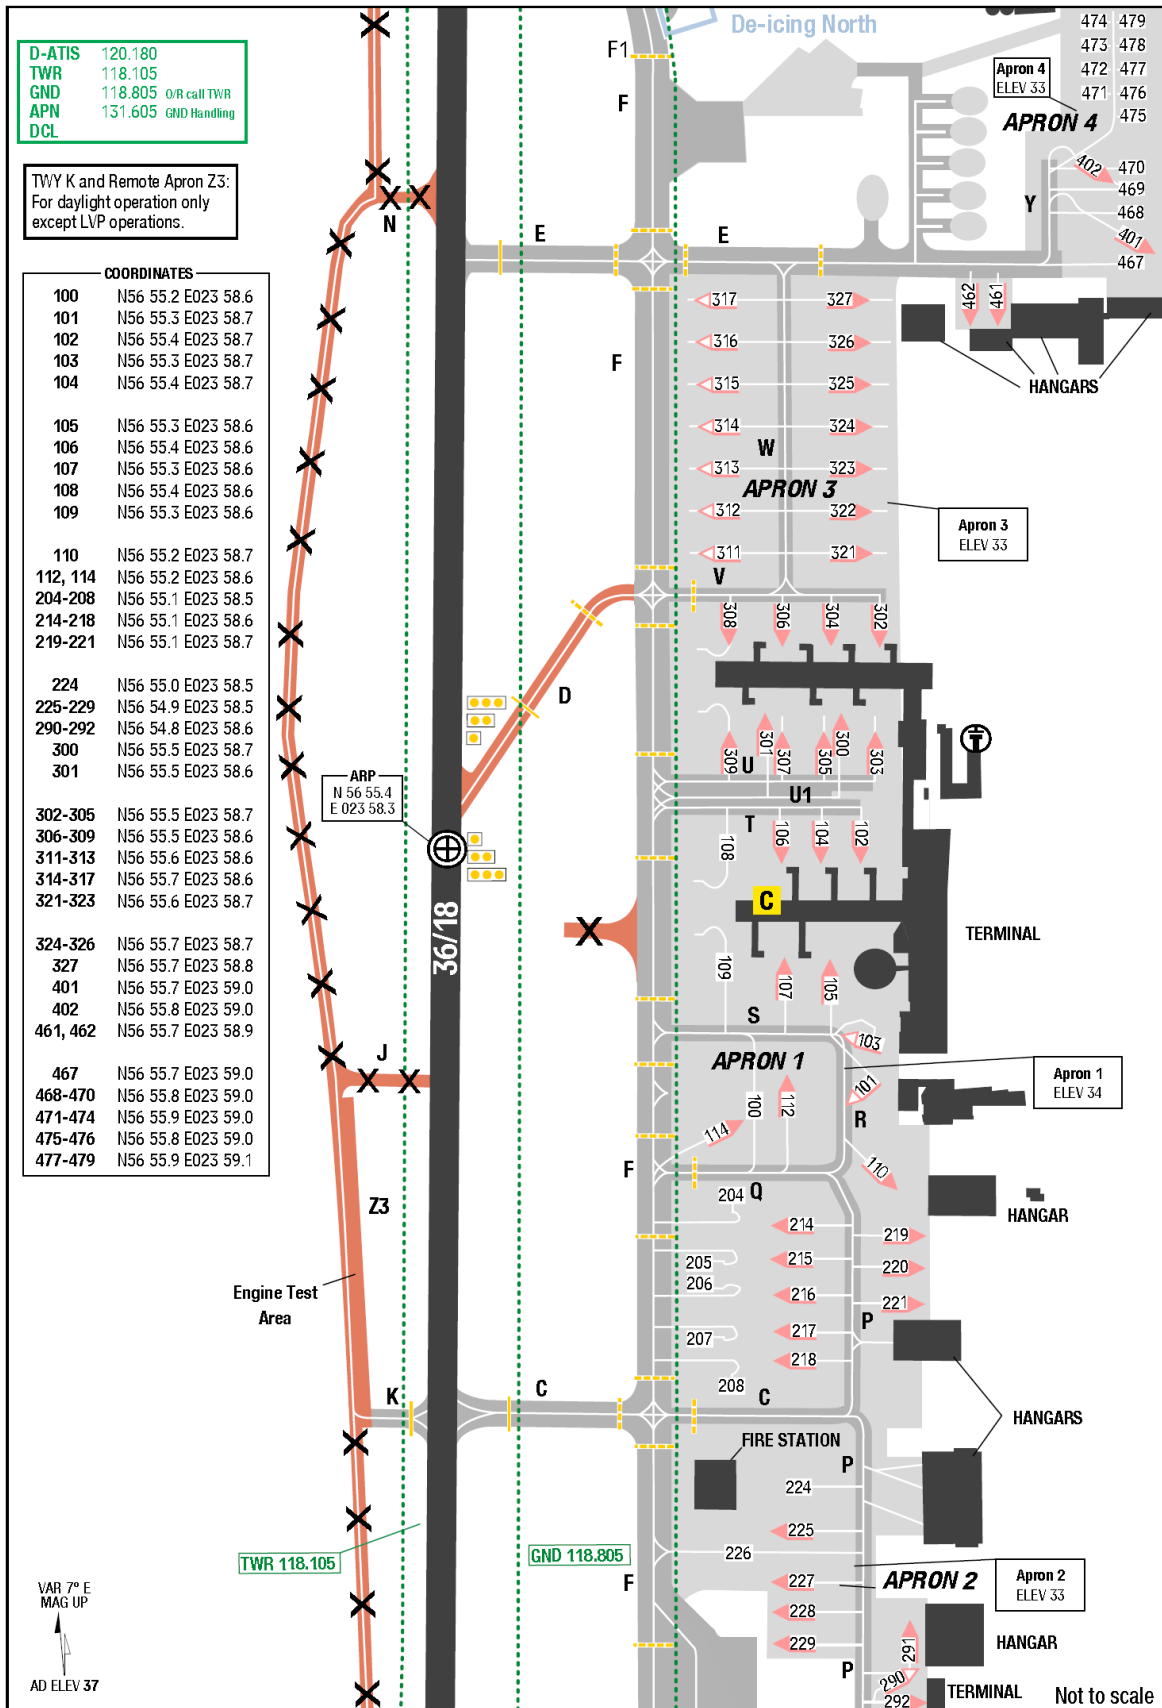 De-icing North
D-ATIS 120.180
TWR 118.105
GND 118.805 O/R call TWR
APN 131.605 GND Handling
DCL
TWY K and Remote Apron Z3:
For daylight operation only
except LVP operations.
COORDINATES
100 N56 55.2 E023 58.6
101 N56 55.3 E023 58.7
102 N56 55.4 E023 58.7
103 N56 55.3 E023 58.7
104 N56 55.4 E023 58.7
105 N56 55.3 E023 58.6
106 N56 55.4 E023 58.6
107 N56 55.3 E023 58.6
108 N56 55.4 E023 58.6
109 N56 55.3 E023 58.6
110 N56 55.2 E023 58.7
112, 114 N56 55.2 E023 58.6
204-208 N56 55.1 E023 58.5
214-218 N56 55.1 E023 58.6
219-221 N56 55.1 E023 58.7
224 N56 55.0 E023 58.5
225-229 N56 54.9 E023 58.5
290-292 N56 54.8 E023 58.6
300 N56 55.5 E023 58.7
301 N56 55.5 E023 58.6
302-305 N56 55.5 E023 58.7
306-309 N56 55.5 E023 58.6
311-313 N56 55.6 E023 58.6
314-317 N56 55.7 E023 58.6
321-323 N56 55.6 E023 58.7
324-326 N56 55.7 E023 58.7
327 N56 55.7 E023 58.8
401 N56 55.7 E023 59.0
402 N56 55.8 E023 59.0
461, 462 N56 55.7 E023 58.9
467 N56 55.7 E023 59.0
468-470 N56 55.8 E023 59.0
471-474 N56 55.9 E023 59.0
475-476 N56 55.8 E023 59.0
477-479 N56 55.9 E023 59.1
F1
F
474 479
473 478
472 477
471 476
475
Apron 4
ELEV 33
APRON 4
402
470
469
468
401
467
Y
N
E
E
462
461
HANGARS
317 327
316 326
F
315 325
314 324
W
313 323
APRON 3
312 322
311 321
Apron 3
ELEV 33
V
308
306
304
302
D
301
300
309
307
305
303
U
U1
T
ARP
N 56 55.4
E 023 58.3
108
106
104
102
C
36/18
TERMINAL
109
107
105
S
103
J
APRON 1
Apron 1
ELEV 34
101
100
112
R
114
F
110
Q
204
Z3
HANGAR
214
219
205
215
220
206
216
221
Engine Test
Area
P
207
217
218
208
K
C
C
HANGARS
FIRE STATION
P
224
225
TWR 118.105
GND 118.805
226
F
227
APRON 2
Apron 2
ELEV 33
228
229
291
HANGAR
P
290
292
TERMINAL
VAR 7° E
MAG UP
AD ELEV 37
Not to scale